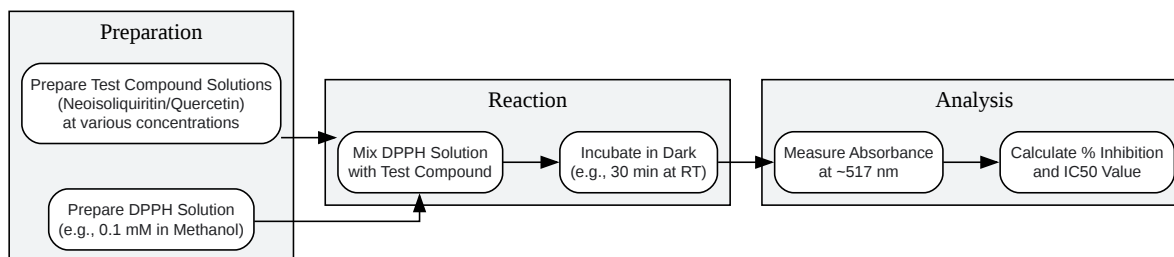 Preparation
Prepare Test Compound Solutions
(Neoisoliquiritin/Quercetin)
at various concentrations
Prepare DPPH Solution
(e.g., 0.1 mM in Methanol)
Reaction
Mix DPPH Solution
with Test Compound
Incubate in Dark
(e.g., 30 min at RT)
Analysis
Measure Absorbance
at ~517 nm
Calculate % Inhibition
and IC50 Value